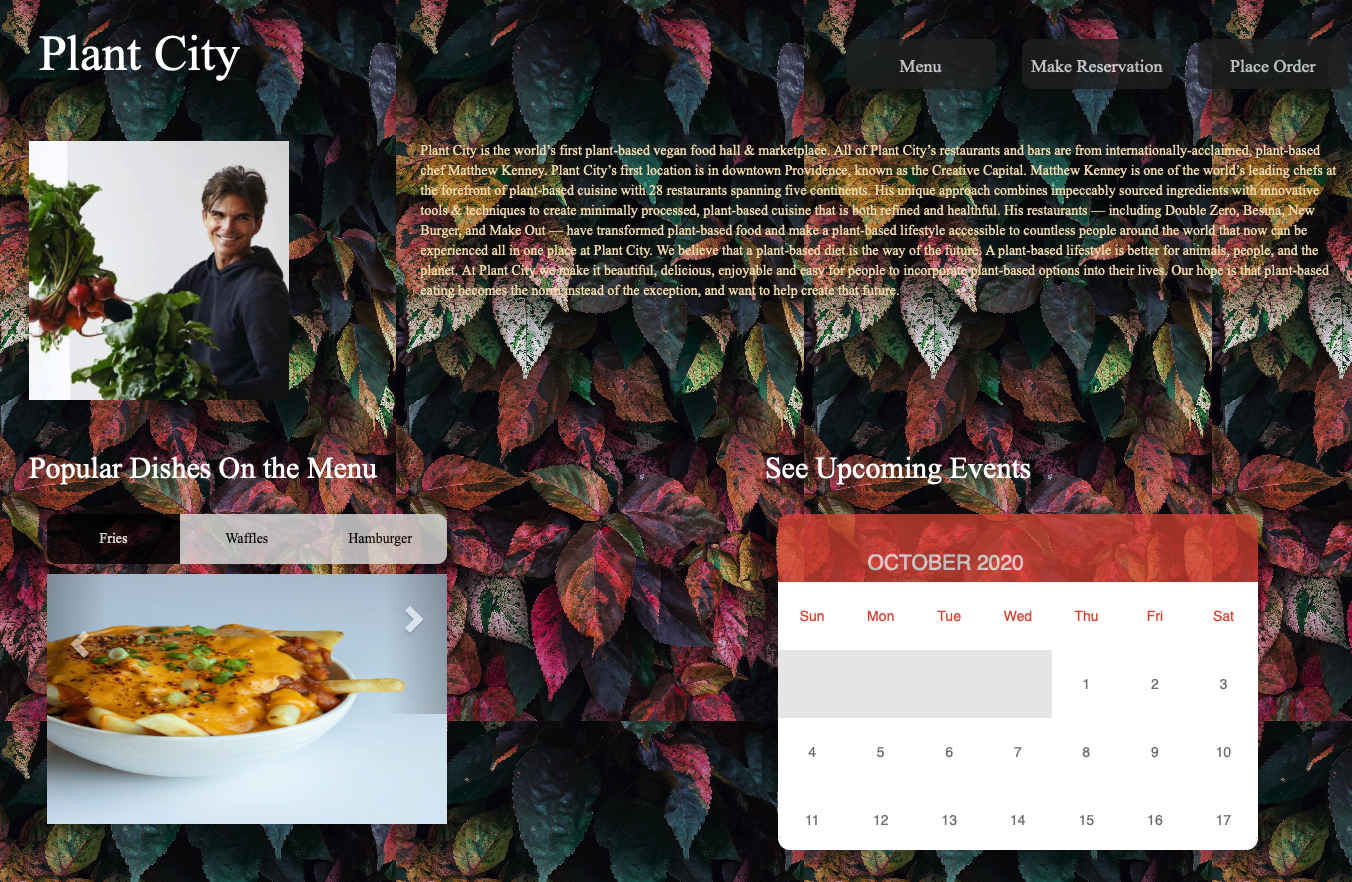 Plant City
Menu
Make Reservation
Place Order
Plant City is the world’s first plant-based vegan food hall & marketplace. All of Plant City’s restaurants and bars are from internationally-acclaimed, plant-based
chef Matthew Kenney. Plant City’s first location is in downtown Providence, known as the Creative Capital. Matthew Kenney is one of the world’s leading chefs at
the forefront of plant-based cuisine with 28 restaurants spanning five continents. His unique approach combines impeccably sourced ingredients with innovative
tools & techniques to create minimally processed, plant-based cuisine that is both refined and healthful. His restaurants — including Double Zero, Besina, New
Burger, and Make Out — have transformed plant-based food and make a plant-based lifestyle accessible to countless people around the world that now can be
experienced all in one place at Plant City. We believe that a plant-based diet is the way of the future. A plant-based lifestyle is better for animals, people, and the
planet. At Plant City we make it beautiful, delicious, enjoyable and easy for people to incorporate plant-based options into their lives. Our hope is that plant-based
eating becomes the norm instead of the exception, and want to help create that future.
Popular Dishes On the Menu
Fries Waffles Hamburger
See Upcoming Events
OCTOBER 2020
Sun Mon Tue Wed Thu Fri Sat
1 2 3
4 5 6 7 8 9 10
11 12 13 14 15 16 17